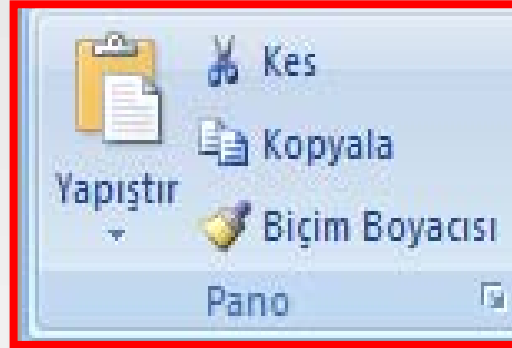 Kes
Kopyala
Yapıştır
Biçim Boyacısı
Pano